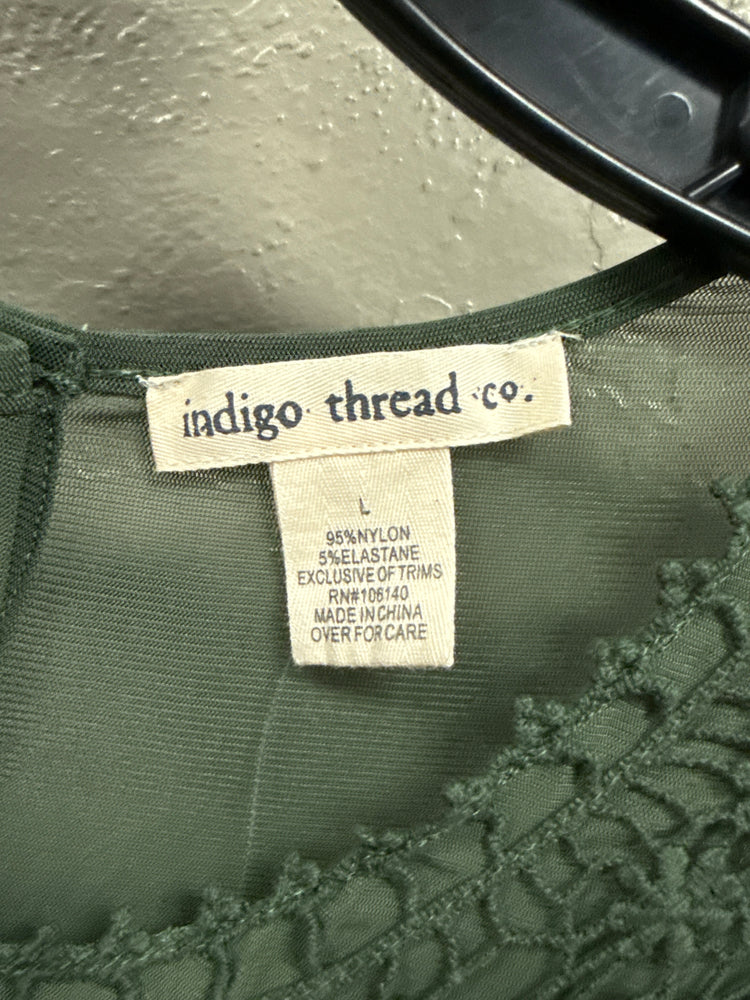 indigo thread co.
L
95%NYLON
5%ELASTANE
EXCLUSIVE OF TRIMS
RN#106140
MADE IN CHINA
OVER FOR CARE